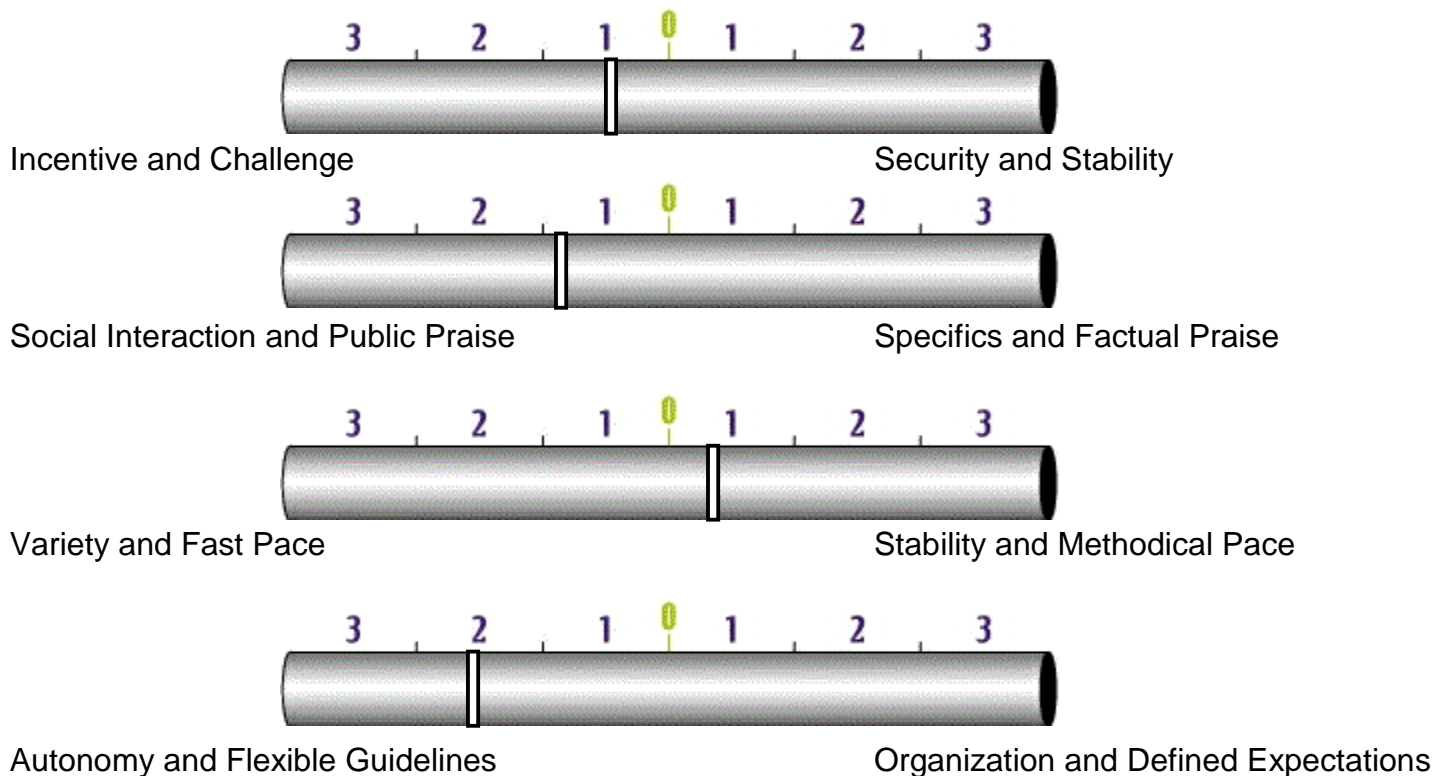 3 2 1 0 1 2 3
Incentive and Challenge Security and Stability
3 2 1 0 1 2 3
Social Interaction and Public Praise Specifics and Factual Praise
3 2 1 0 1 2 3
Variety and Fast Pace Stability and Methodical Pace
3 2 1 0 1 2 3
Autonomy and Flexible Guidelines Organization and Defined Expectations